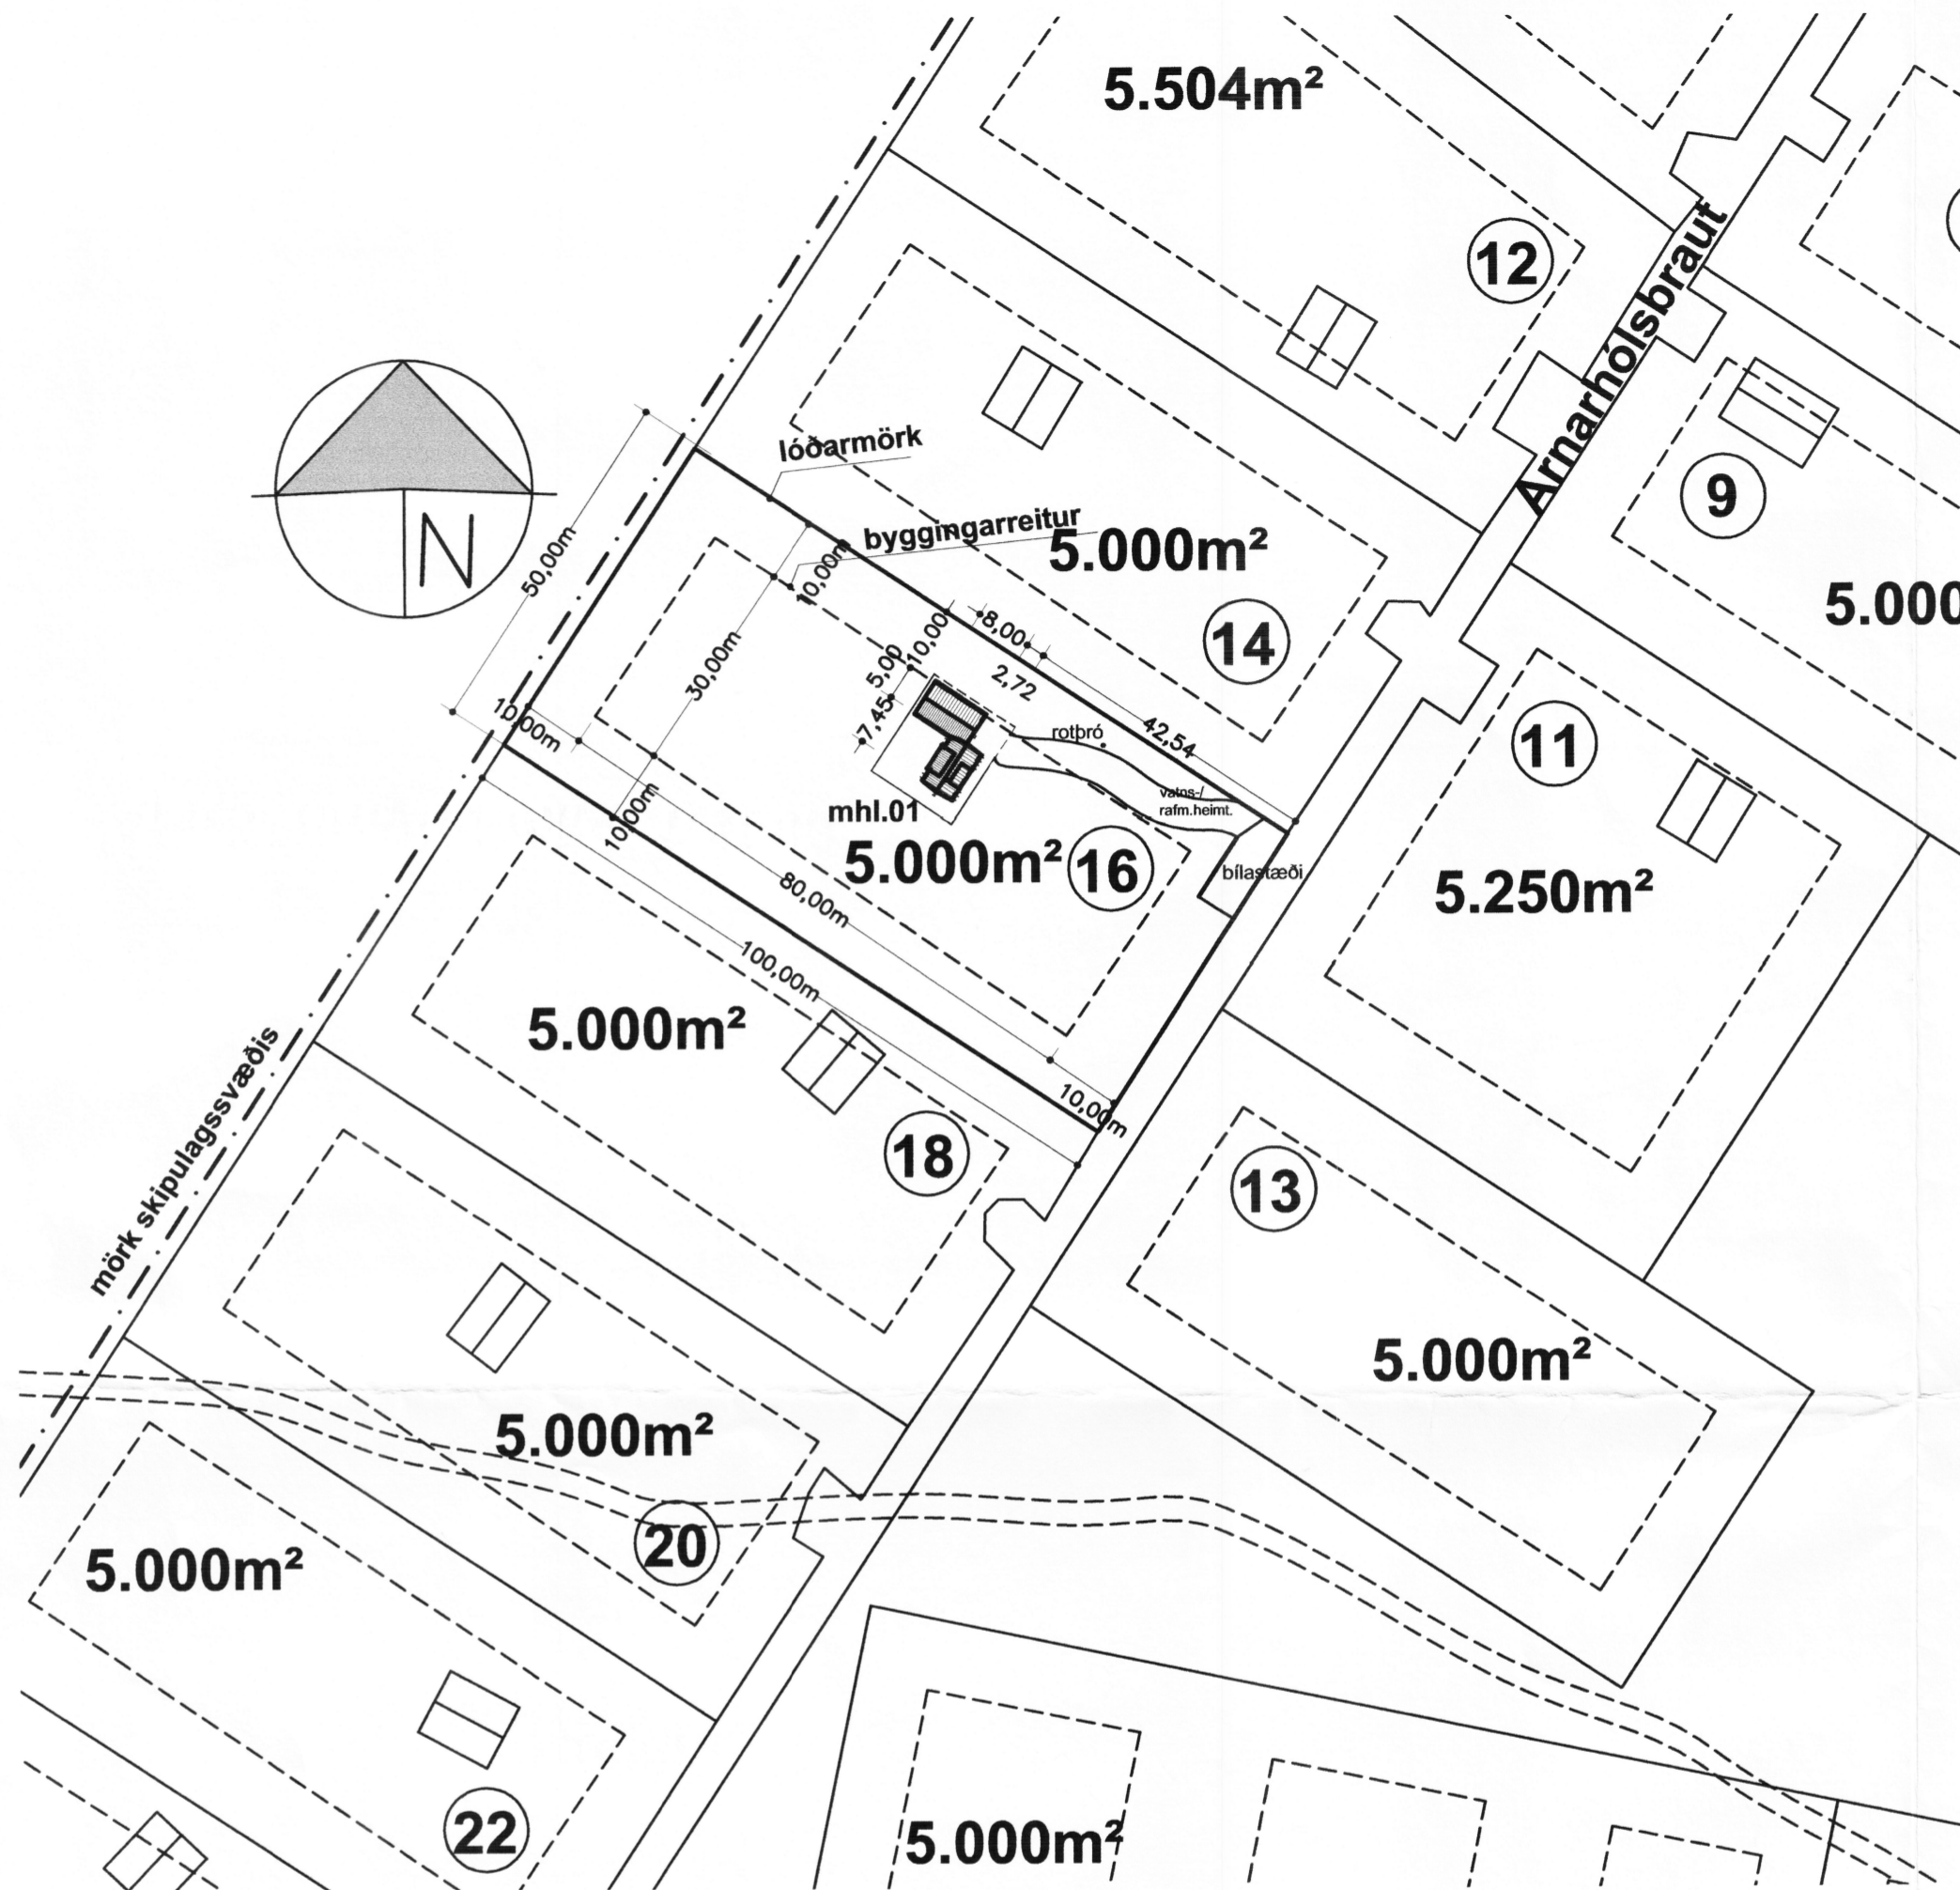 5.504m²
12
Arnarhólsbraut
9
lóðarmörk
byggingarreitur
5.000m²
5.000
14
N
50,00m
10,00m
30,00m
10,00
5,00
7,45
8,00
2,72
42,54
rotþró
vatns-/
rafm.heimt.
bílastæði
10,00m
10,00m
mhl.01
5.000m²
16
11
5.250m²
80,00m
100,00m
10,00m
5.000m²
18
13
5.000m²
mörk skipulagssvæðis
5.000m²
20
5.000m²
22
5.000m²